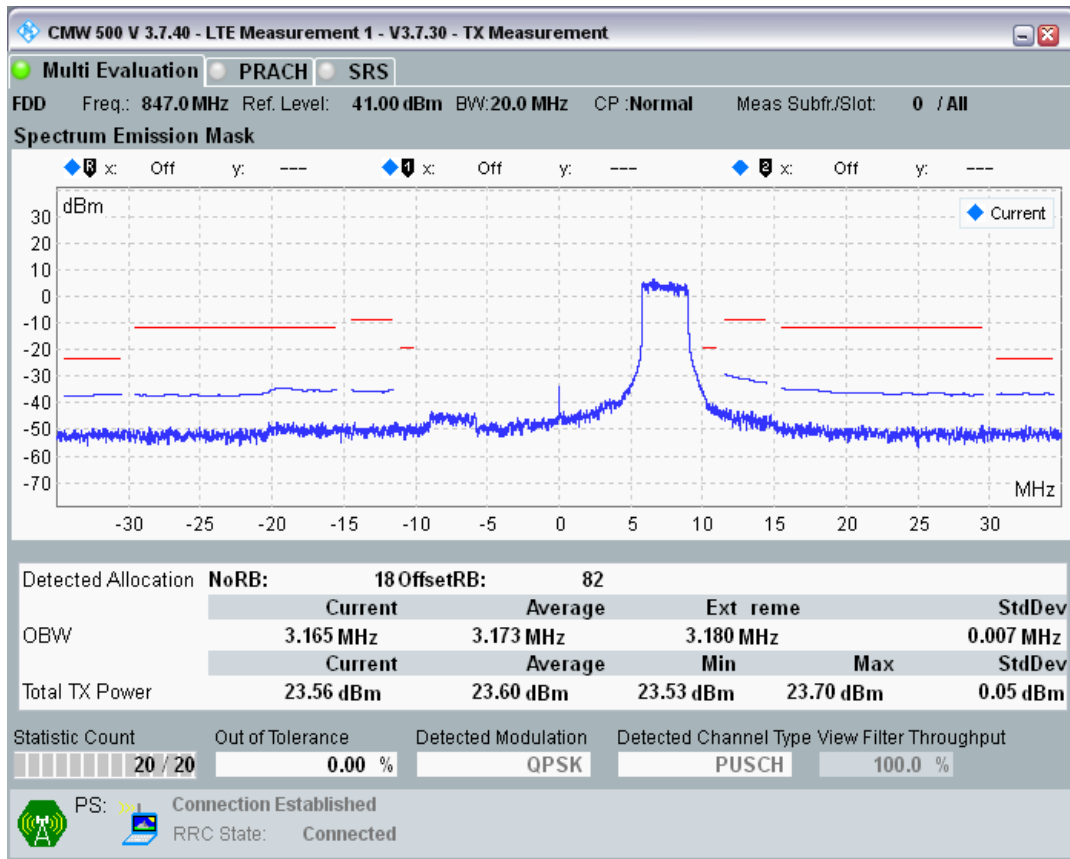 CMW 500 V 3.7.40 - LTE Measurement 1 - V3.7.30 - TX Measurement
Multi Evaluation PRACH SRS
FDD Freq.: 847.0 MHz Ref. Level: 41.00 dBm BW:20.0 MHz CP :Normal Meas Subfr./Slot: 0 / All
Spectrum Emission Mask
R x: Off y: --- 1 x: Off y: --- 2 x: Off y: ---
dBm
Current
30
20
10
0
-10
-20
-30
-40
-50
-60
-70
MHz
-30 -25 -20 -15 -10 -5 0 5 10 15 20 25 30
Detected Allocation NoRB: 18 OffsetRB: 82
Current Average Ext reme StdDev
OBW 3.165 MHz 3.173 MHz 3.180 MHz 0.007 MHz
Current Average Min Max StdDev
Total TX Power 23.56 dBm 23.60 dBm 23.53 dBm 23.70 dBm 0.05 dBm
Statistic Count Out of Tolerance Detected Modulation Detected Channel Type View Filter Throughput
20 / 20 0.00 % QPSK PUSCH 100.0 %
PS: Connection Established
RRC State: Connected